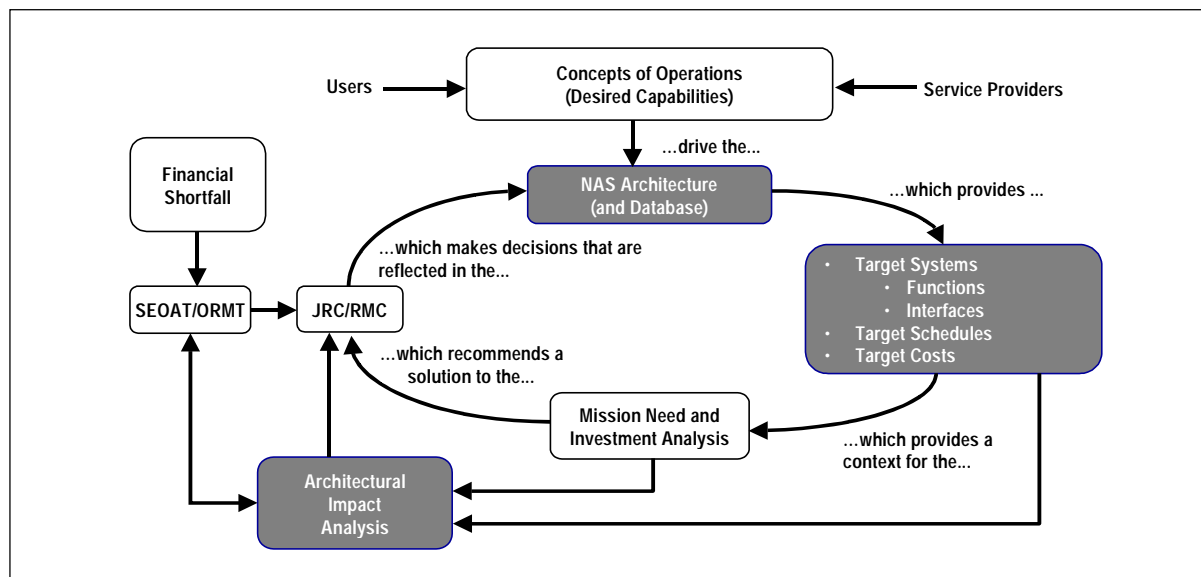 Concepts of Operations
(Desired Capabilities)
Users
Service Providers
...drive the...
Financial
Shortfall
NAS Architecture
(and Database)
...which provides ...
...which makes decisions that are
reflected in the...
• Target Systems
• Functions
• Interfaces
• Target Schedules
• Target Costs
SEOAT/ORMT
JRC/RMC
...which recommends a
solution to the...
Mission Need and
Investment Analysis
...which provides a
context for the...
Architectural
Impact
Analysis